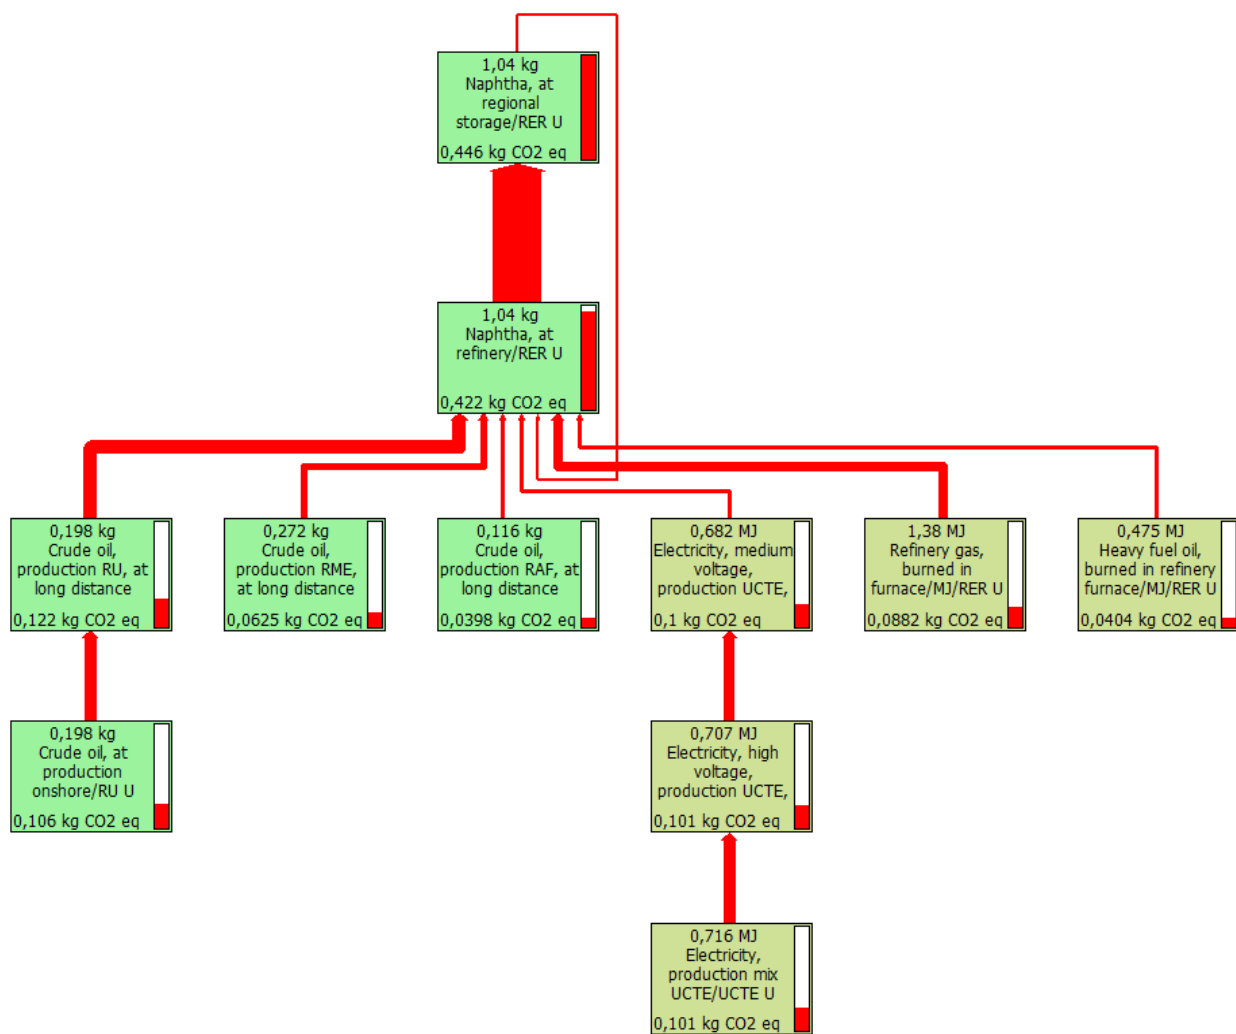 1,04 kg
Naphtha, at
regional
storage/RER U
0,446 kg CO2 eq
1,04 kg
Naphtha, at
refinery/RER U
0,422 kg CO2 eq
0,198 kg
Crude oil,
production RU, at
long distance
0,122 kg CO2 eq
0,272 kg
Crude oil,
production RME,
at long distance
0,0625 kg CO2 eq
0,116 kg
Crude oil,
production RAF, at
long distance
0,0398 kg CO2 eq
0,682 MJ
Electricity, medium
voltage,
production UCTE,
0,1 kg CO2 eq
1,38 MJ
Refinery gas,
burned in
furnace/MJ/RER U
0,0882 kg CO2 eq
0,475 MJ
Heavy fuel oil,
burned in refinery
furnace/MJ/RER U
0,0404 kg CO2 eq
0,198 kg
Crude oil, at
production
onshore/RU U
0,106 kg CO2 eq
0,707 MJ
Electricity, high
voltage,
production UCTE,
0,101 kg CO2 eq
0,716 MJ
Electricity,
production mix
UCTE/UCTE U
0,101 kg CO2 eq